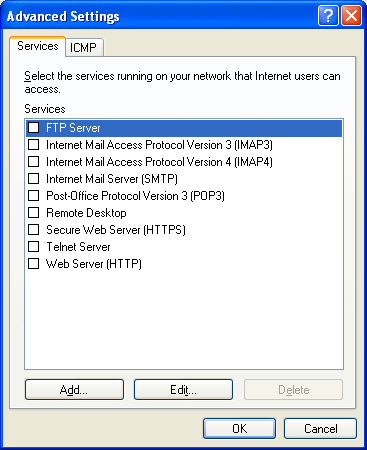 Advanced Settings
Services ICMP
Select the services running on your network that Internet users can
access.
Services
FTP Server
Internet Mail Access Protocol Version 3 (IMAP3)
Internet Mail Access Protocol Version 4 (IMAP4)
Internet Mail Server (SMTP)
Post-Office Protocol Version 3 (POP3)
Remote Desktop
Secure Web Server (HTTPS)
Telnet Server
Web Server (HTTP)
Add... Edit... Delete
OK Cancel